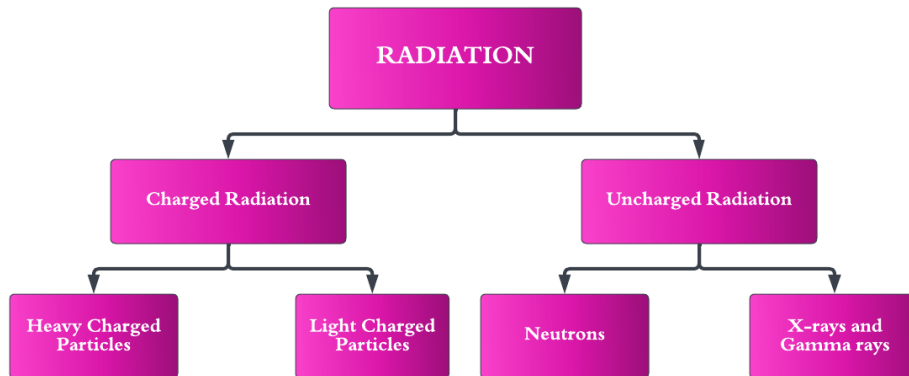 RADIATION
Charged Radiation
Uncharged Radiation
Heavy Charged
Particles
Light Charged
Particles
Neutrons
X-rays and
Gamma rays